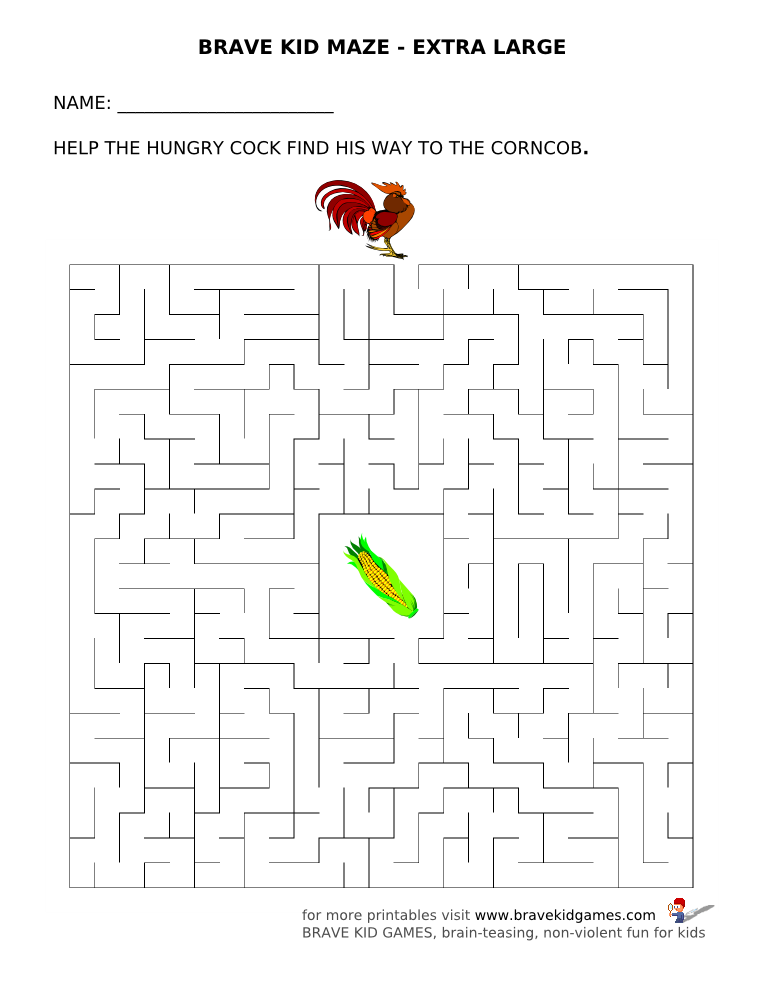 BRAVE KID MAZE - EXTRA LARGE
NAME: ________________________
HELP THE HUNGRY COCK FIND HIS WAY TO THE CORNCOB.
for more printables visit www.bravekidgames.com
BRAVE KID GAMES, brain-teasing, non-violent fun for kids